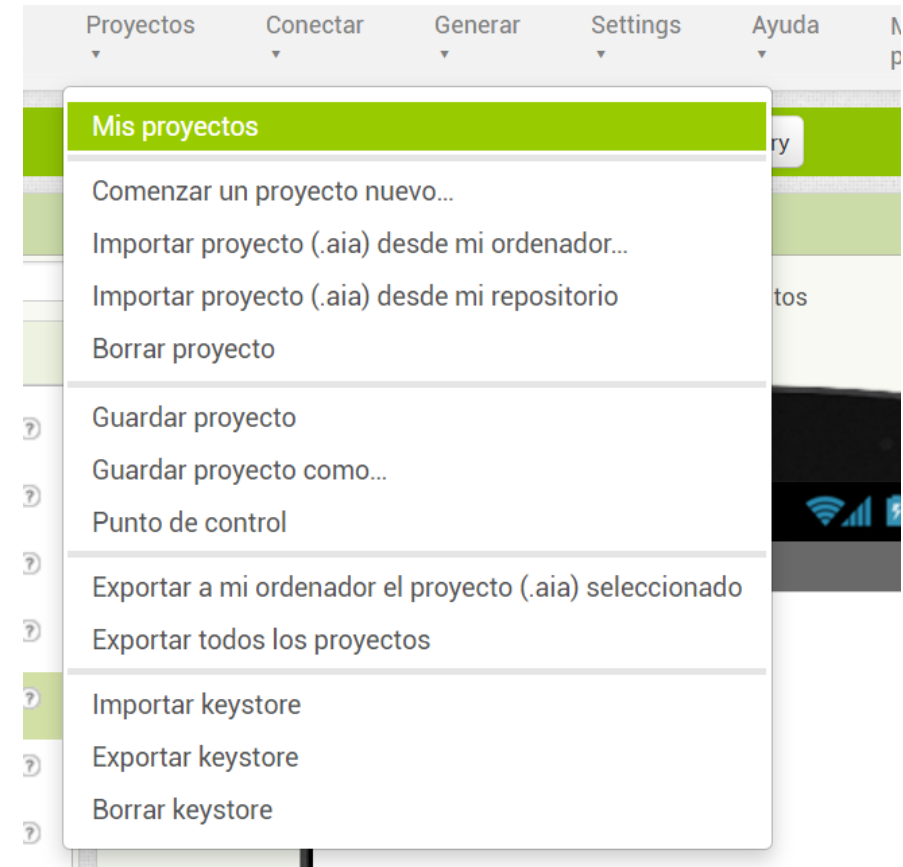 Proyectos Conectar Generar Settings Ayuda
Mis proyectos
Comenzar un proyecto nuevo...
Importar proyecto (.aia) desde mi ordenador...
Importar proyecto (.aia) desde mi repositorio
Borrar proyecto
Guardar proyecto
Guardar proyecto como...
Punto de control
Exportar a mi ordenador el proyecto (.aia) seleccionado
Exportar todos los proyectos
Importar keystore
Exportar keystore
Borrar keystore